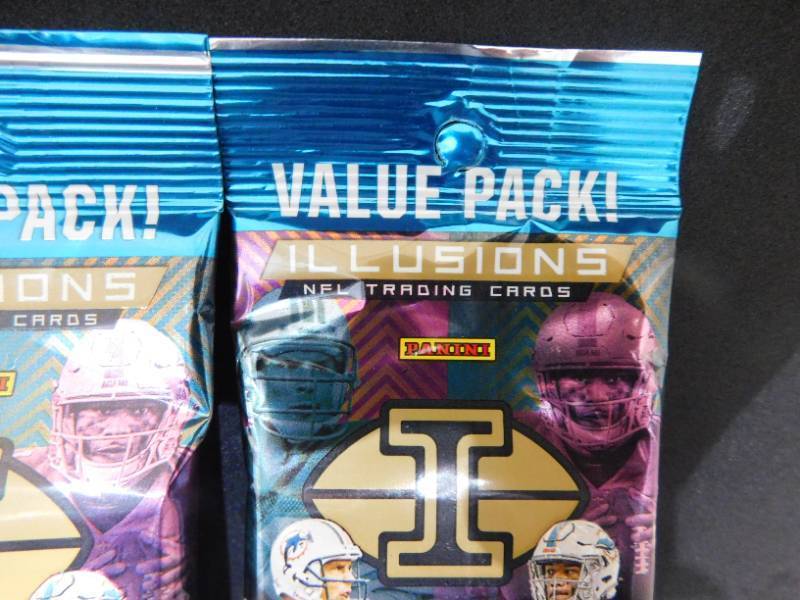 PACK!
IONS
CARDS
VALUE PACK!
ILLUSIONS
NFL TRADING CARDS
PANINI
I